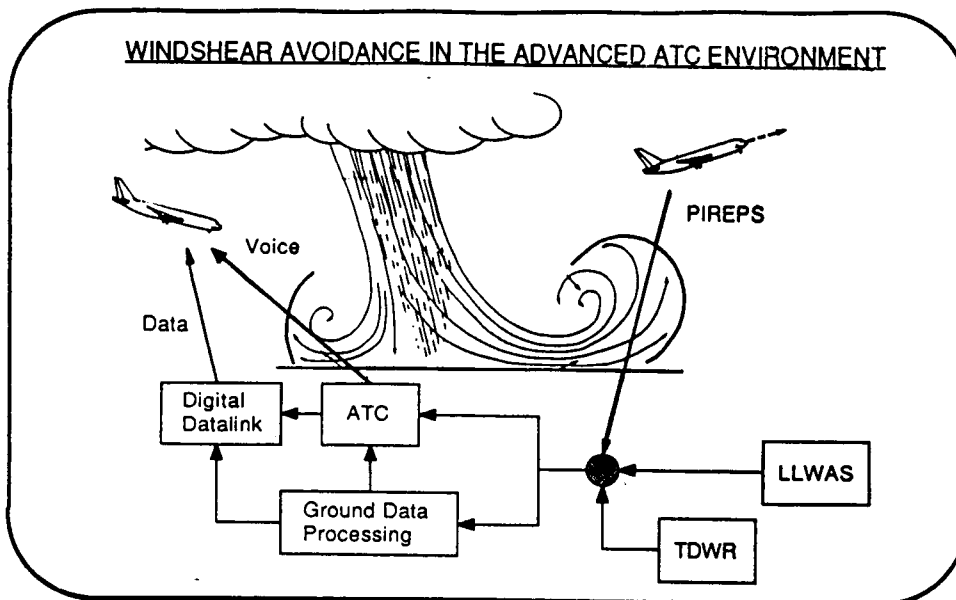 WINDSHEAR AVOIDANCE IN THE ADVANCED ATC ENVIRONMENT
PIREPS
Voice
Data
Digital
Datalink
ATC
LLWAS
Ground Data
Processing
TDWR